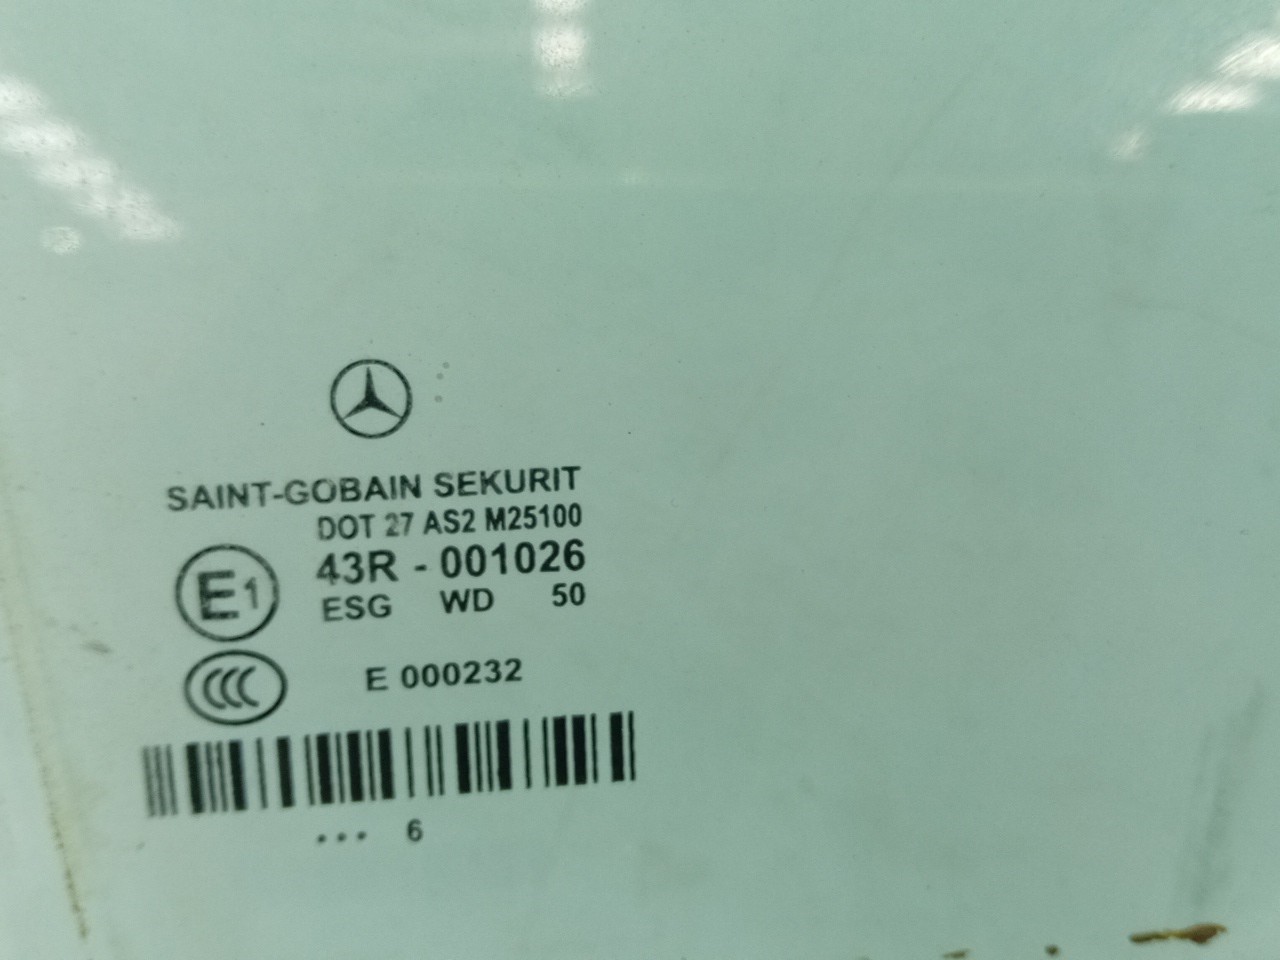 SAINT-GOBAIN SEKURIT
DOT 27 AS2 M25100
E1 43R - 001026
ESG WD 50
CCC E 000232
... 6